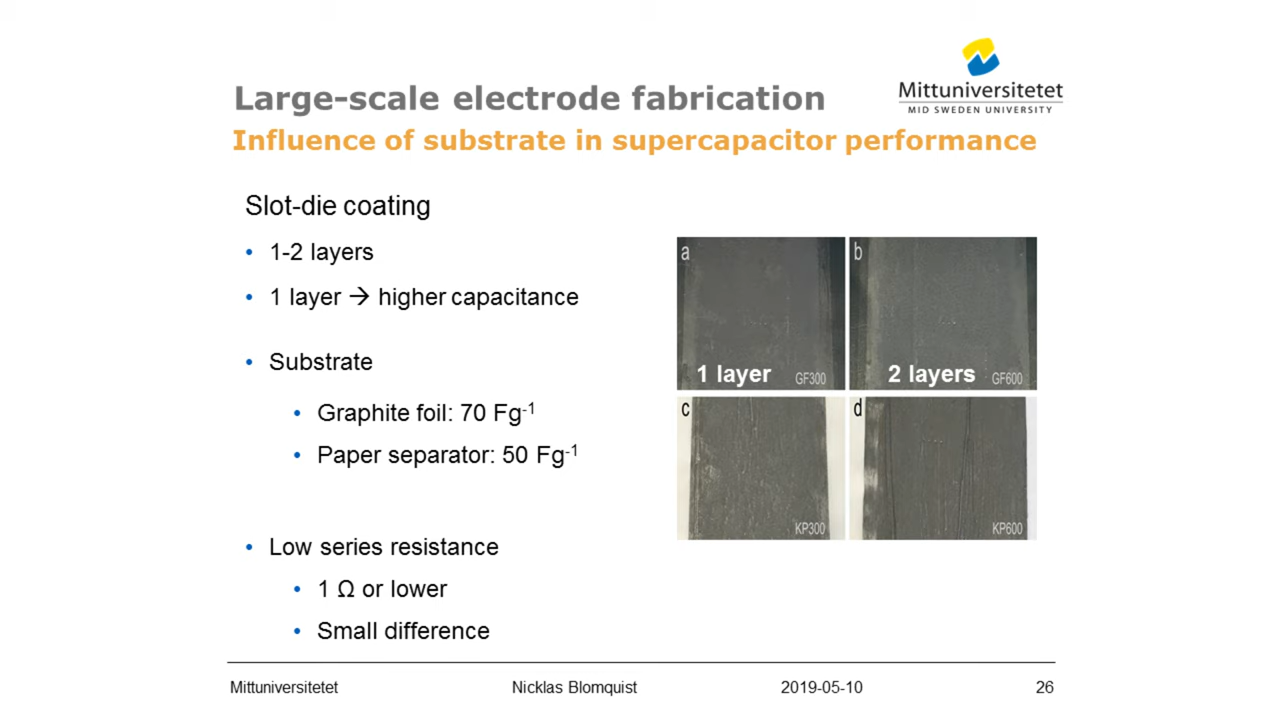 Mittuniversitetet
MID SWEDEN UNIVERSITY
Large-scale electrode fabrication
Influence of substrate in supercapacitor performance
Slot-die coating
• 1-2 layers
• 1 layer → higher capacitance
• Substrate
• Graphite foil: 70 Fg⁻¹
• Paper separator: 50 Fg⁻¹
• Low series resistance
• 1 Ω or lower
• Small difference
a
1 layer
GF300
b
2 layers
GF600
c
KP300
d
KP600
Mittuniversitetet Nicklas Blomquist 2019-05-10 26